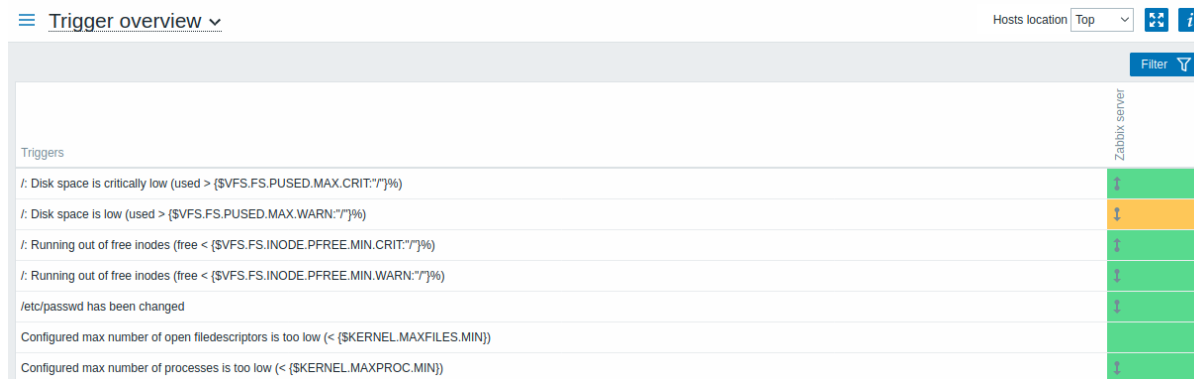 Trigger overview
Hosts location Top
i
Filter
Zabbix server
Triggers
/: Disk space is critically low (used > {$VFS.FS.PUSED.MAX.CRIT:"/"}%)
/: Disk space is low (used > {$VFS.FS.PUSED.MAX.WARN:"/"}%)
/: Running out of free inodes (free < {$VFS.FS.INODE.PFREE.MIN.CRIT:"/"}%)
/: Running out of free inodes (free < {$VFS.FS.INODE.PFREE.MIN.WARN:"/"}%)
/etc/passwd has been changed
Configured max number of open filedescriptors is too low (< {$KERNEL.MAXFILES.MIN})
Configured max number of processes is too low (< {$KERNEL.MAXPROC.MIN})